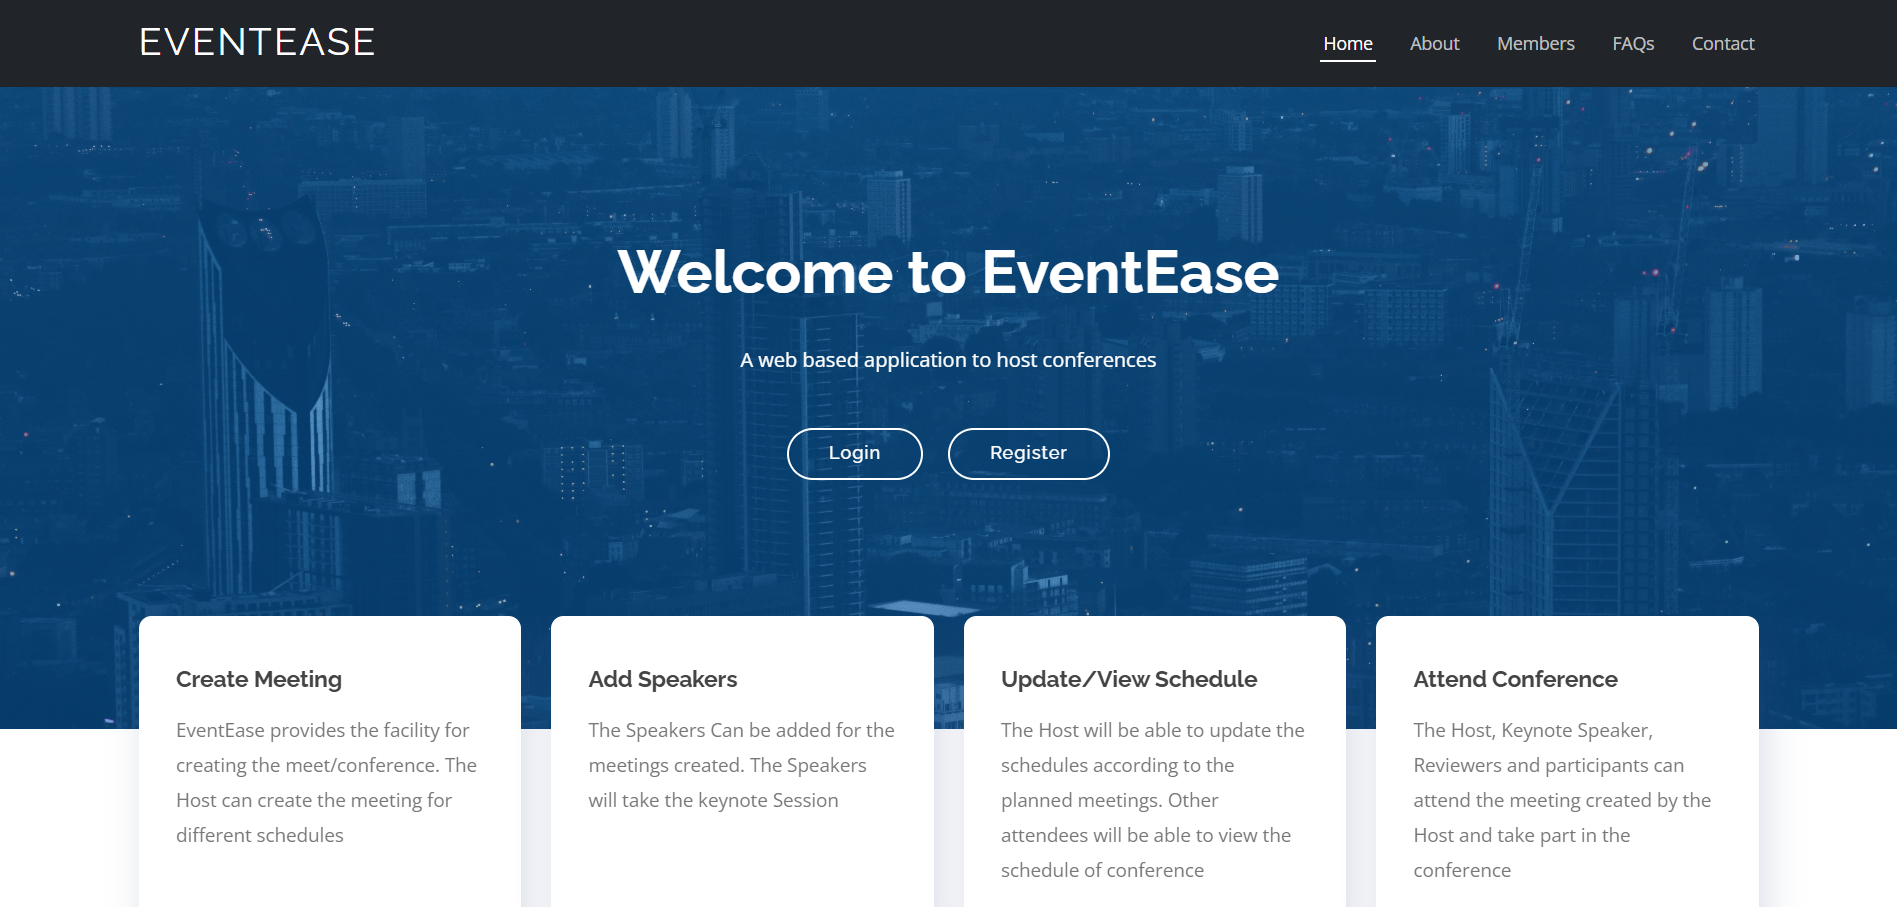 EVENTEASE
Home About Members FAQs Contact
Welcome to EventEase
A web based application to host conferences
Login Register
Create Meeting
EventEase provides the facility for
creating the meet/conference. The
Host can create the meeting for
different schedules
Add Speakers
The Speakers Can be added for the
meetings created. The Speakers
will take the keynote Session
Update/View Schedule
The Host will be able to update the
schedules according to the
planned meetings. Other
attendees will be able to view the
schedule of conference
Attend Conference
The Host, Keynote Speaker,
Reviewers and participants can
attend the meeting created by the
Host and take part in the
conference